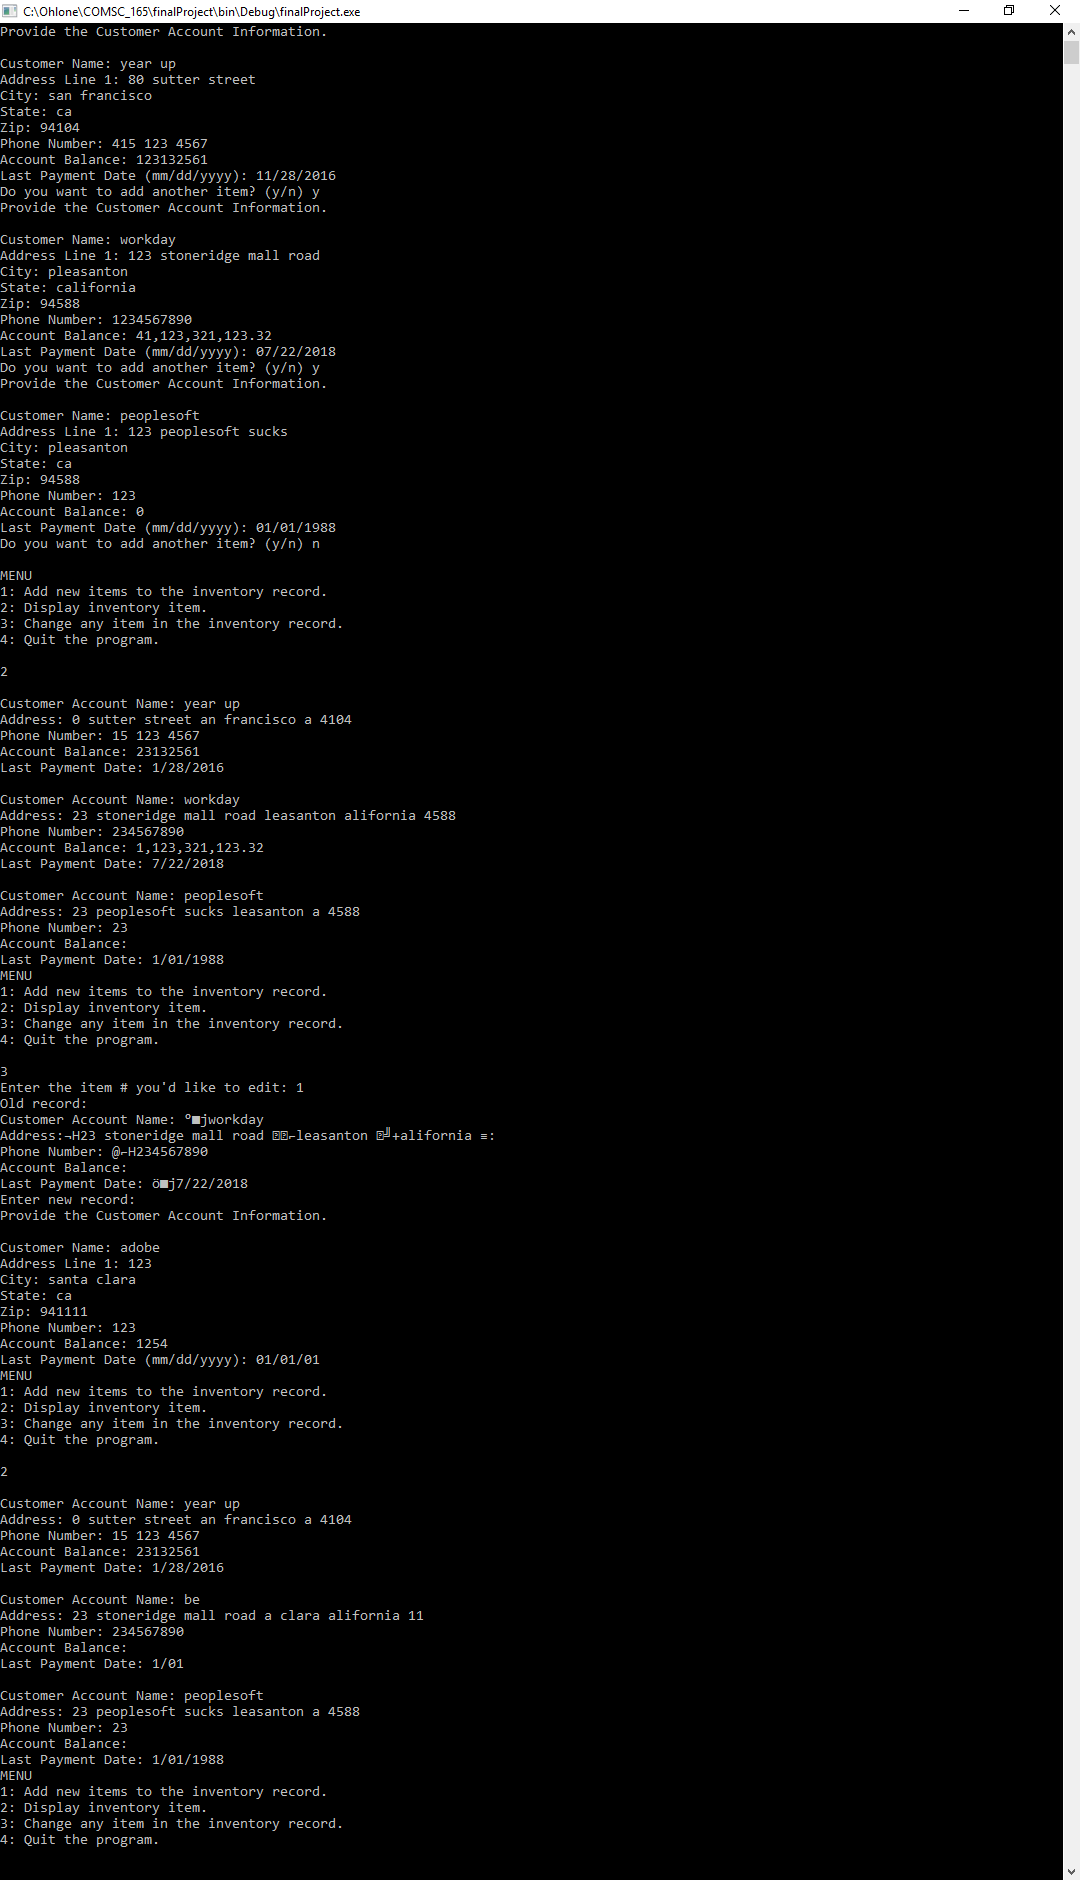 C:\Ohlone\COMSC_165\finalProject\bin\Debug\finalProject.exe
Provide the Customer Account Information.
Customer Name: year up
Address Line 1: 80 sutter street
City: san francisco
State: ca
Zip: 94104
Phone Number: 415 123 4567
Account Balance: 123132561
Last Payment Date (mm/dd/yyyy): 11/28/2016
Do you want to add another item? (y/n) y
Provide the Customer Account Information.
Customer Name: workday
Address Line 1: 123 stoneridge mall road
City: pleasanton
State: california
Zip: 94588
Phone Number: 1234567890
Account Balance: 41,123,321,123.32
Last Payment Date (mm/dd/yyyy): 07/22/2018
Do you want to add another item? (y/n) y
Provide the Customer Account Information.
Customer Name: peoplesoft
Address Line 1: 123 peoplesoft sucks
City: pleasanton
State: ca
Zip: 94588
Phone Number: 123
Account Balance: 0
Last Payment Date (mm/dd/yyyy): 01/01/1988
Do you want to add another item? (y/n) n
MENU
1: Add new items to the inventory record.
2: Display inventory item.
3: Change any item in the inventory record.
4: Quit the program.
2
Customer Account Name: year up
Address: 0 sutter street an francisco a 4104
Phone Number: 15 123 4567
Account Balance: 23132561
Last Payment Date: 1/28/2016
Customer Account Name: workday
Address: 23 stoneridge mall road leasanton alifornia 4588
Phone Number: 234567890
Account Balance: 1,123,321,123.32
Last Payment Date: 7/22/2018
Customer Account Name: peoplesoft
Address: 23 peoplesoft sucks leasanton a 4588
Phone Number: 23
Account Balance:
Last Payment Date: 1/01/1988
MENU
1: Add new items to the inventory record.
2: Display inventory item.
3: Change any item in the inventory record.
4: Quit the program.
3
Enter the item # you'd like to edit: 1
Old record:
Customer Account Name: º■jworkday
Address:¬H23 stoneridge mall road ⌐leasanton ╝+alifornia ≡:
Phone Number: @⌐H234567890
Account Balance:
Last Payment Date: ö■j7/22/2018
Enter new record:
Provide the Customer Account Information.
Customer Name: adobe
Address Line 1: 123
City: santa clara
State: ca
Zip: 941111
Phone Number: 123
Account Balance: 1254
Last Payment Date (mm/dd/yyyy): 01/01/01
MENU
1: Add new items to the inventory record.
2: Display inventory item.
3: Change any item in the inventory record.
4: Quit the program.
2
Customer Account Name: year up
Address: 0 sutter street an francisco a 4104
Phone Number: 15 123 4567
Account Balance: 23132561
Last Payment Date: 1/28/2016
Customer Account Name: be
Address: 23 stoneridge mall road a clara alifornia 11
Phone Number: 234567890
Account Balance:
Last Payment Date: 1/01
Customer Account Name: peoplesoft
Address: 23 peoplesoft sucks leasanton a 4588
Phone Number: 23
Account Balance:
Last Payment Date: 1/01/1988
MENU
1: Add new items to the inventory record.
2: Display inventory item.
3: Change any item in the inventory record.
4: Quit the program.